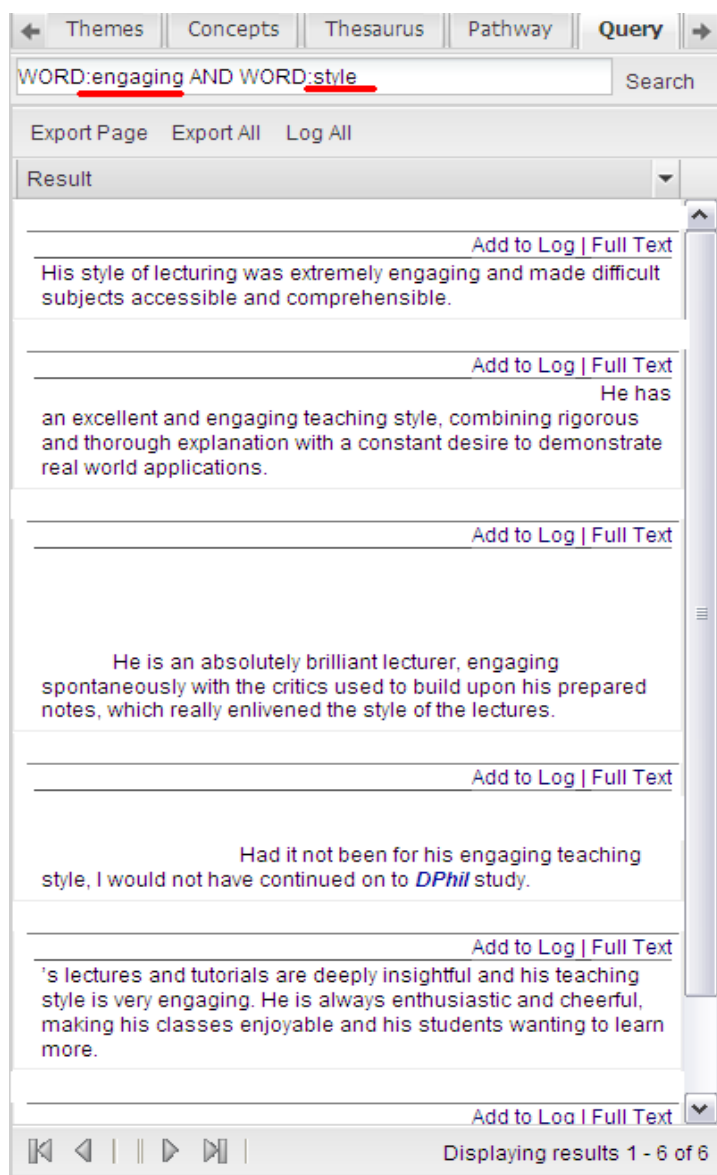 Themes Concepts Thesaurus Pathway Query
WORD:engaging AND WORD:style Search
Export Page Export All Log All
Result
Add to Log | Full Text
His style of lecturing was extremely engaging and made difficult
subjects accessible and comprehensible.
Add to Log | Full Text
He has
an excellent and engaging teaching style, combining rigorous
and thorough explanation with a constant desire to demonstrate
real world applications.
Add to Log | Full Text
He is an absolutely brilliant lecturer, engaging
spontaneously with the critics used to build upon his prepared
notes, which really enlivened the style of the lectures.
Add to Log | Full Text
Had it not been for his engaging teaching
style, I would not have continued on to DPhil study.
Add to Log | Full Text
's lectures and tutorials are deeply insightful and his teaching
style is very engaging. He is always enthusiastic and cheerful,
making his classes enjoyable and his students wanting to learn
more.
Add to Log | Full Text
Displaying results 1 - 6 of 6